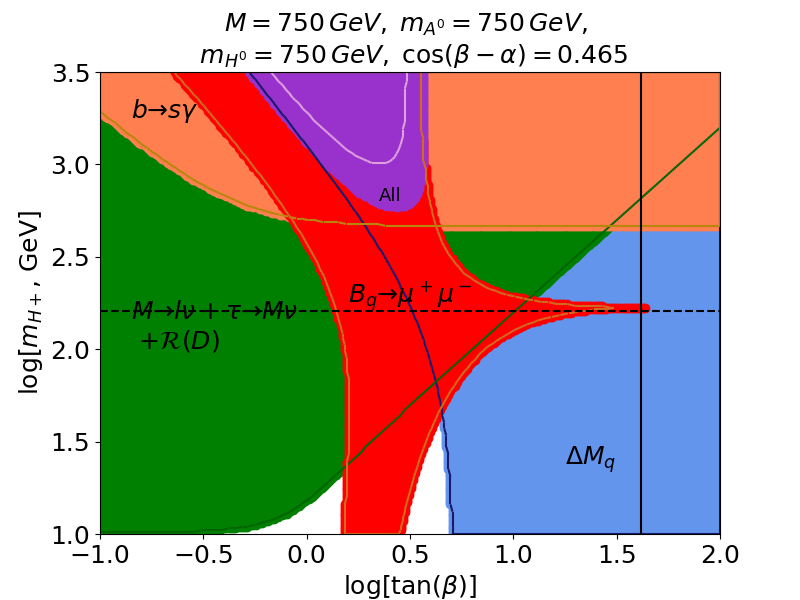 M = 750 GeV, m_{A⁰} = 750 GeV,
m_{H⁰} = 750 GeV, cos(β − α) = 0.465
3.5
3.0
2.5
2.0
1.5
1.0
log[m_{H+}, GeV]
b→sγ
All
B_q→μ⁺μ⁻
M→lν + τ→Mν
+ℛ(D)
ΔM_q
−1.0 −0.5 0.0 0.5 1.0 1.5 2.0
log[tan(β)]